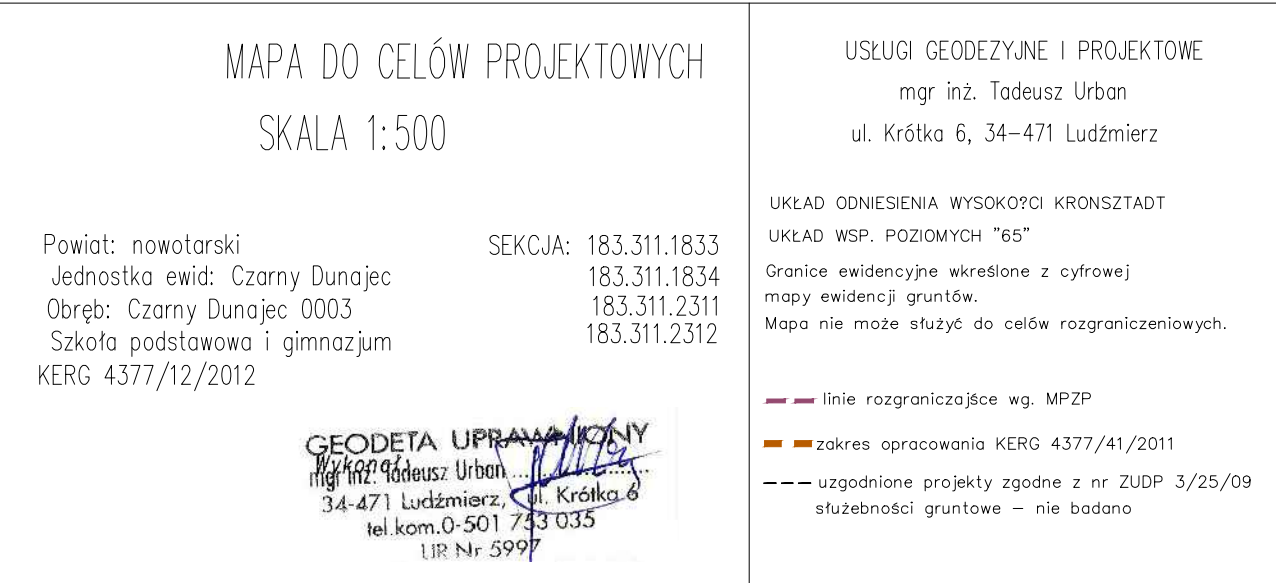 MAPA DO CELÓW PROJEKTOWYCH
SKALA 1:500
Powiat: nowotarski
Jednostka ewid: Czarny Dunajec
Obręb: Czarny Dunajec 0003
Szkoła podstawowa i gimnazjum
KERG 4377/12/2012
SEKCJA: 183.311.1833
183.311.1834
183.311.2311
183.311.2312
GEODETA UPRAWNIONY
Wykonał:
mgr inż. Tadeusz Urban
34-471 Ludźmierz, ul. Krótka 6
tel.kom.0-501 753 035
UR Nr 5997
USŁUGI GEODEZYJNE I PROJEKTOWE
mgr inż. Tadeusz Urban
ul. Krótka 6, 34-471 Ludźmierz
UKŁAD ODNIESIENIA WYSOKO?CI KRONSZTADT
UKŁAD WSP. POZIOMYCH "65"
Granice ewidencyjne wkreślone z cyfrowej
mapy ewidencji gruntów.
Mapa nie może służyć do celów rozgraniczeniowych.
linie rozgraniczajśce wg. MPZP
zakres opracowania KERG 4377/41/2011
uzgodnione projekty zgodne z nr ZUDP 3/25/09
służebności gruntowe - nie badano